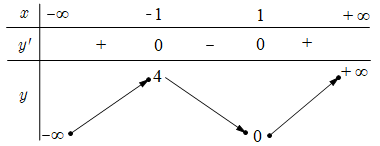 x −∞ -1 1 +∞
y' + 0 − 0 +
4 +∞
y
−∞ 0